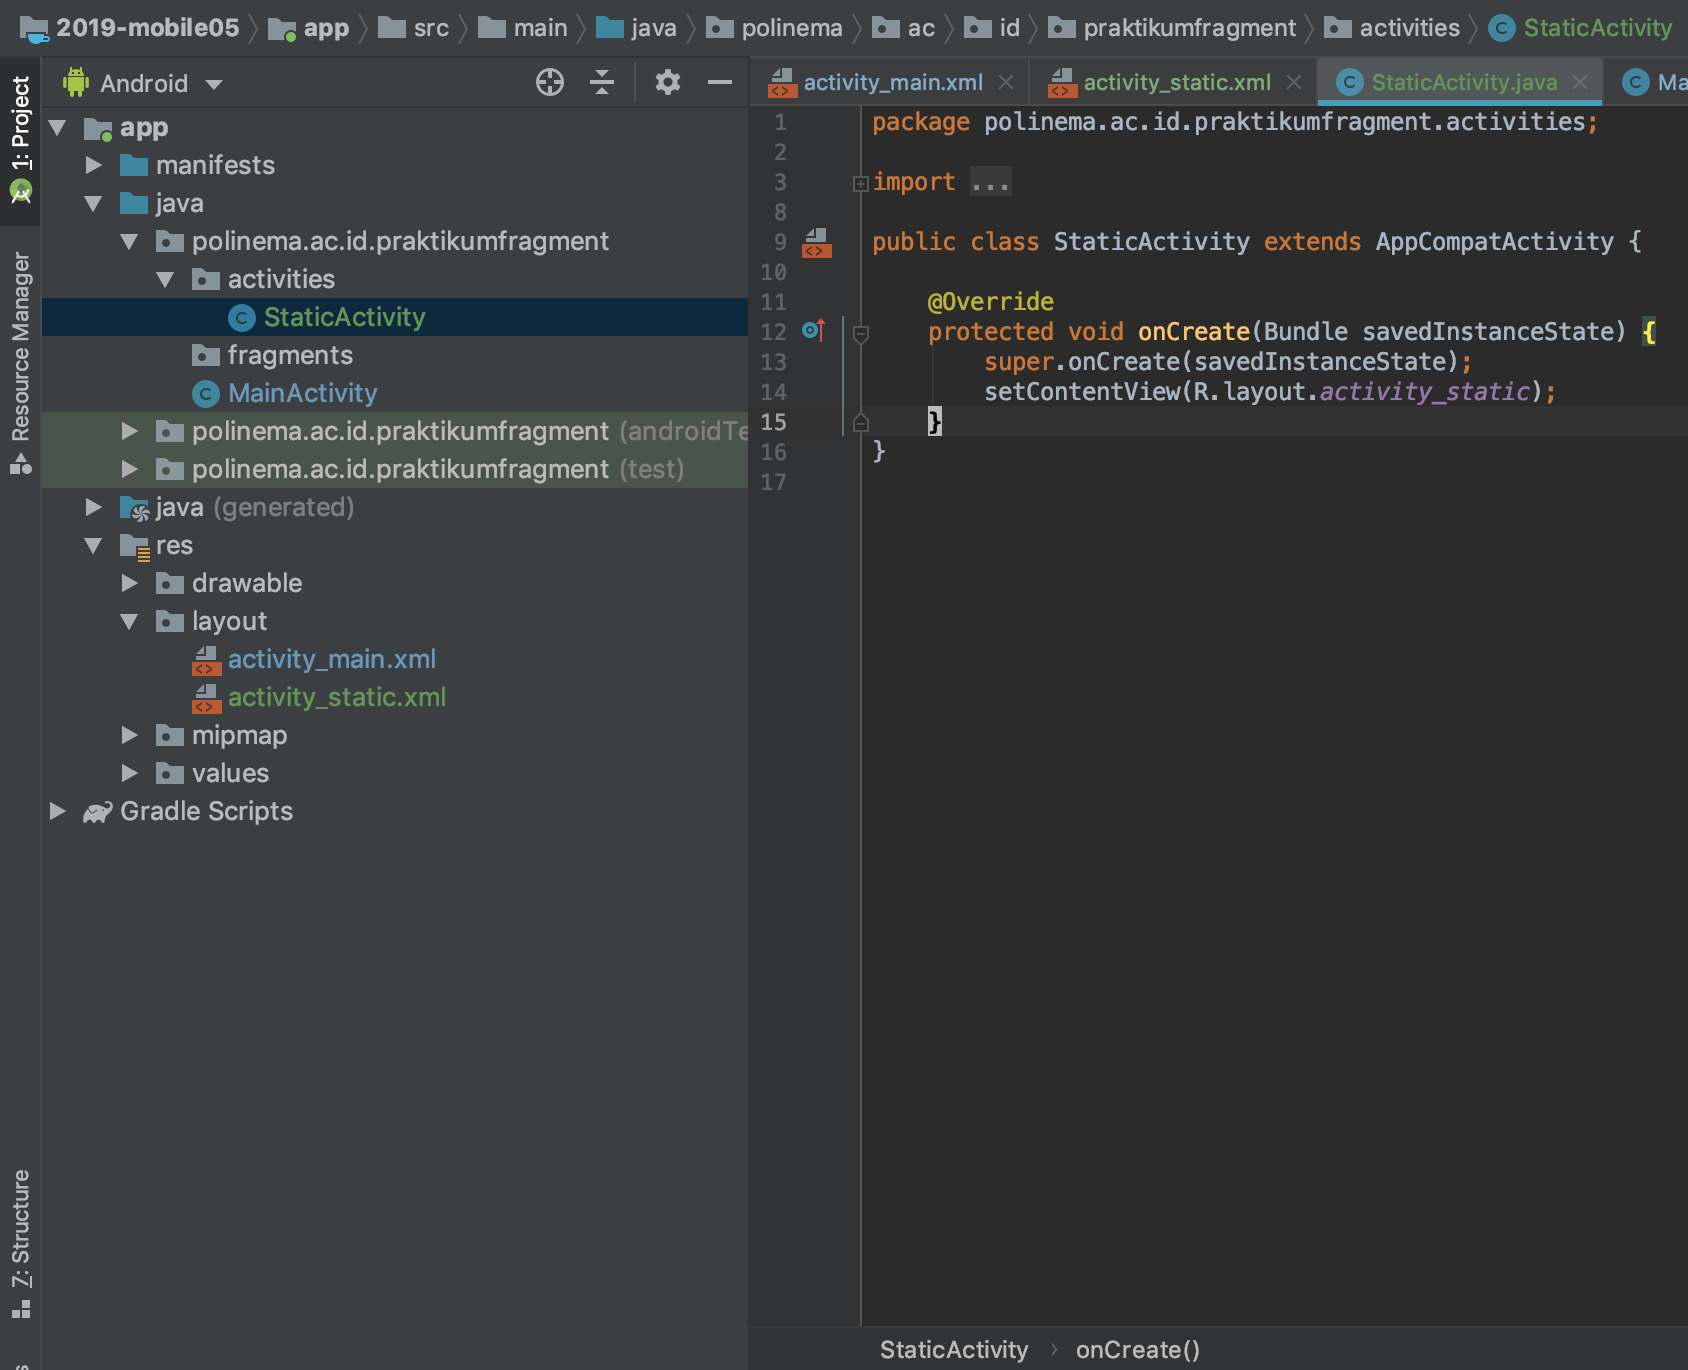 2019-mobile05 app src main java polinema ac id praktikumfragment activities StaticActivity
Android
activity_main.xml activity_static.xml StaticActivity.java Ma
1: Project
Resource Manager
7: Structure
app
manifests
java
polinema.ac.id.praktikumfragment
activities
StaticActivity
fragments
MainActivity
polinema.ac.id.praktikumfragment (androidTe
polinema.ac.id.praktikumfragment (test)
java (generated)
res
drawable
layout
activity_main.xml
activity_static.xml
mipmap
values
Gradle Scripts
1 package polinema.ac.id.praktikumfragment.activities;
2
3 import ...
8
9 public class StaticActivity extends AppCompatActivity {
10
11 @Override
12 protected void onCreate(Bundle savedInstanceState) {
13 super.onCreate(savedInstanceState);
14 setContentView(R.layout.activity_static);
15 }
16 }
17
StaticActivity › onCreate()